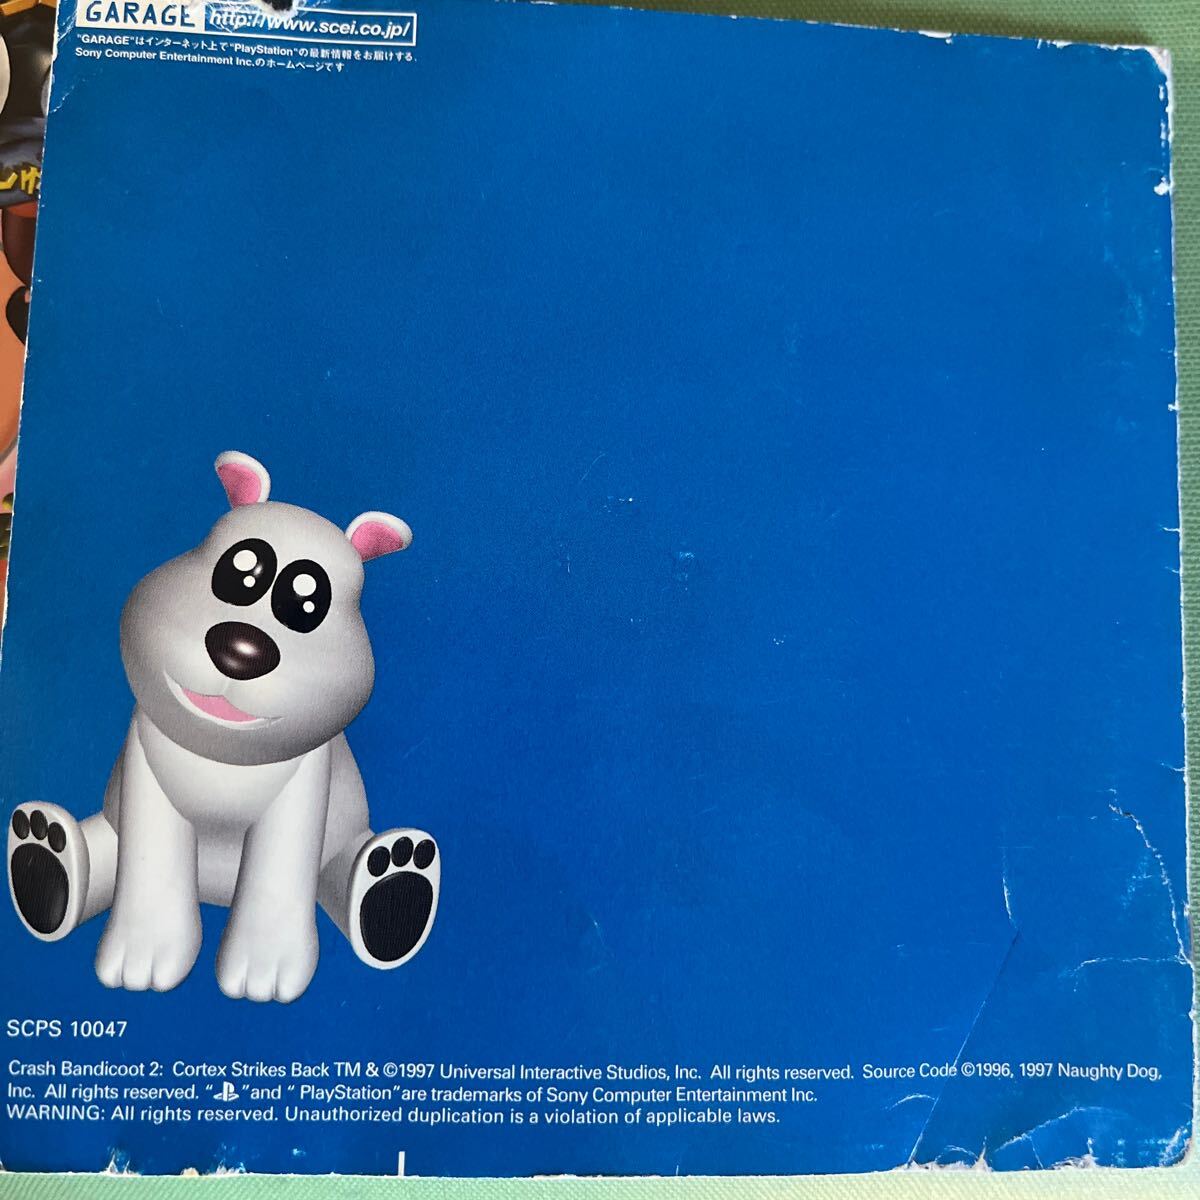 GARAGE http://www.scei.co.jp/
"GARAGE"はインターネット上で"PlayStation"の最新情報をお届けする、
Sony Computer Entertainment Inc.のホームページです
SCPS 10047
Crash Bandicoot 2: Cortex Strikes Back TM & ©1997 Universal Interactive Studios, Inc. All rights reserved. Source Code ©1996, 1997 Naughty Dog,
Inc. All rights reserved. " "and " PlayStation"are trademarks of Sony Computer Entertainment Inc.
WARNING: All rights reserved. Unauthorized duplication is a violation of applicable laws.